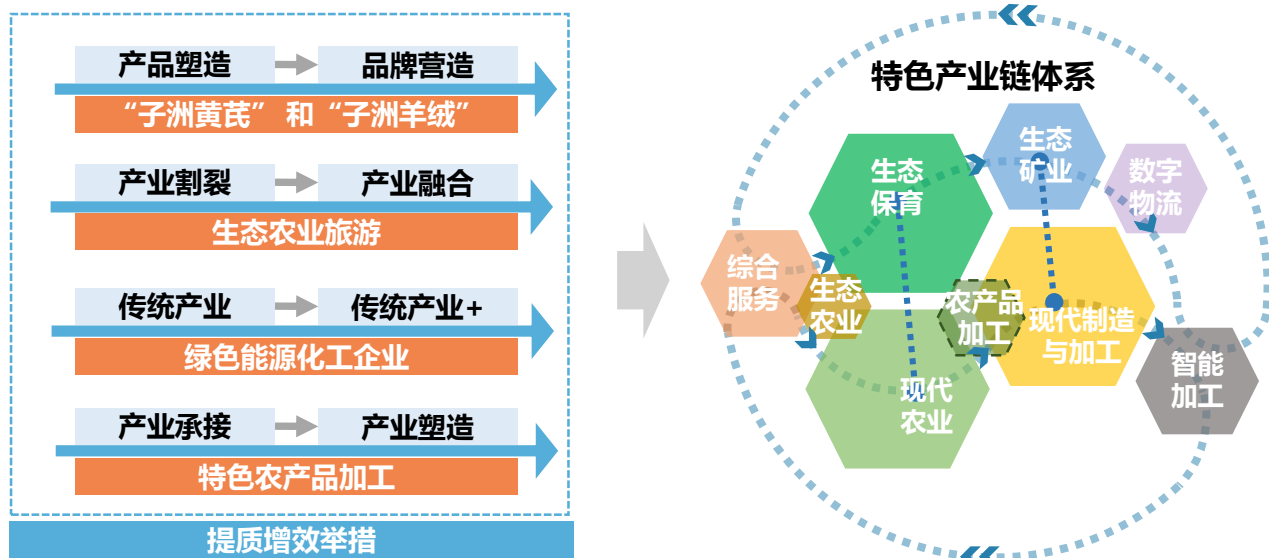 产品塑造
品牌营造
“子洲黄芪” 和 “子洲羊绒”
产业割裂
产业融合
生态农业旅游
传统产业
传统产业+
绿色能源化工企业
产业承接
产业塑造
特色农产品加工
提质增效举措
特色产业链体系
生态
保育
生态
矿业
数字
物流
综合
服务
生态
农业
农产品
加工
现代制造
与加工
现代
农业
智能
加工